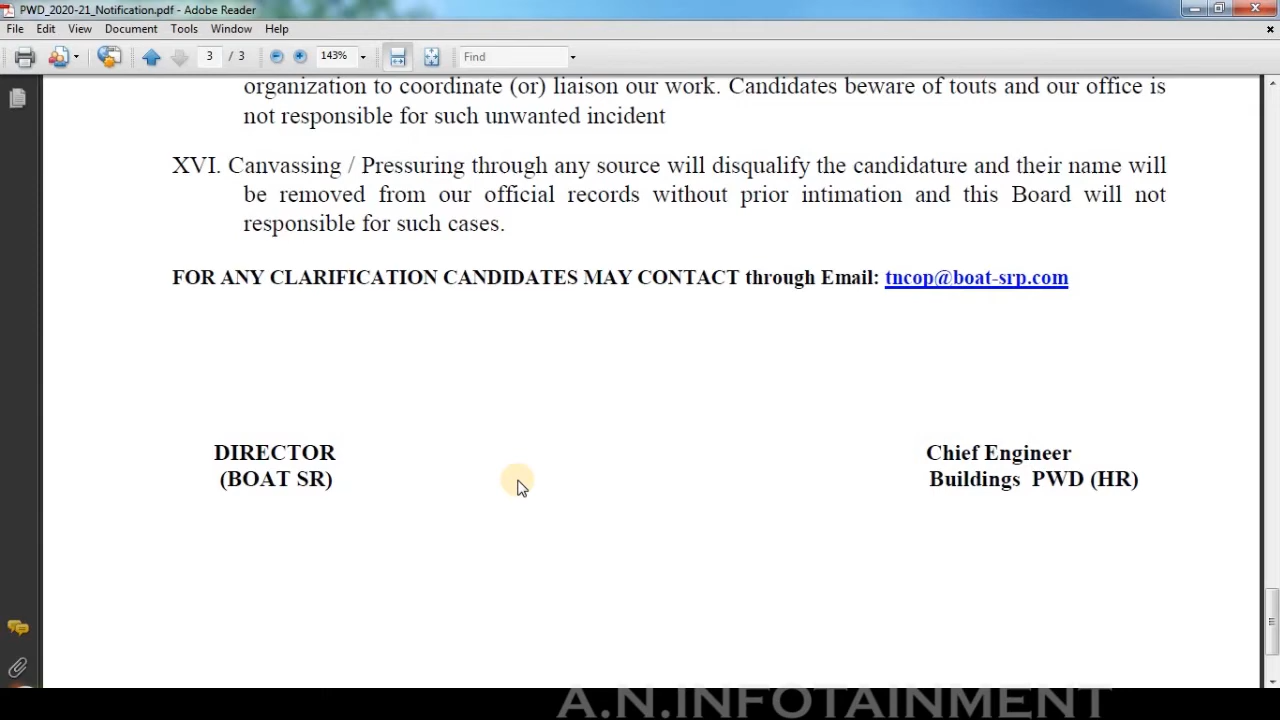 PWD_2020-21_Notification.pdf - Adobe Reader
File Edit View Document Tools Window Help
3 / 3 143% Find
organization to coordinate (or) liaison our work. Candidates beware of touts and our office is
not responsible for such unwanted incident
XVI. Canvassing / Pressuring through any source will disqualify the candidature and their name will
be removed from our official records without prior intimation and this Board will not
responsible for such cases.
FOR ANY CLARIFICATION CANDIDATES MAY CONTACT through Email: tncop@boat-srp.com
DIRECTOR Chief Engineer
(BOAT SR) Buildings PWD (HR)
A.N.INFOTAINMENT